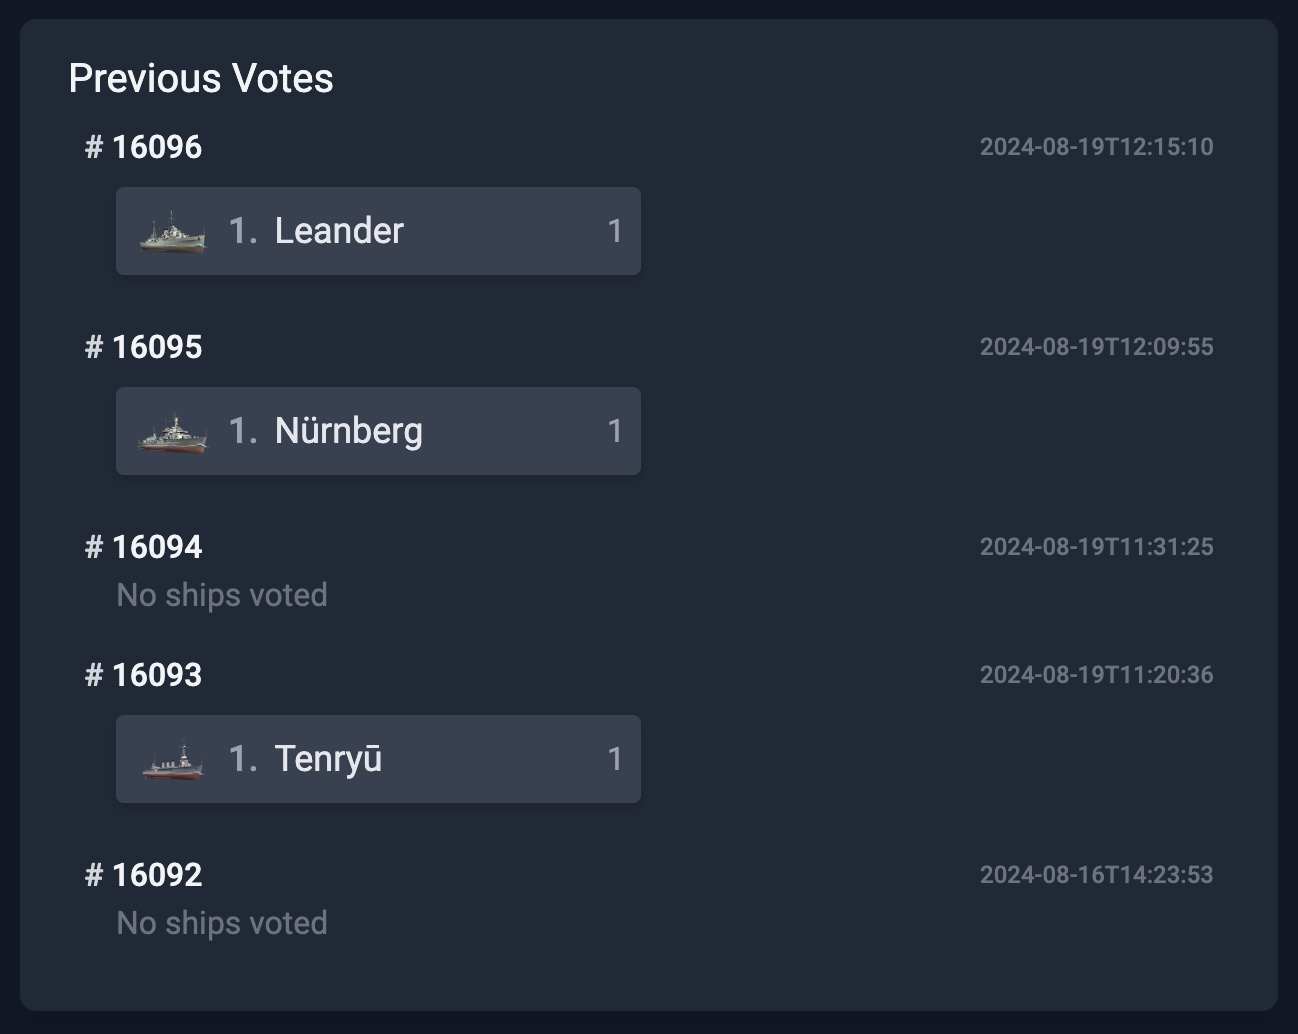 Previous Votes
# 16096 2024-08-19T12:15:10
1. Leander 1
# 16095 2024-08-19T12:09:55
1. Nürnberg 1
# 16094 2024-08-19T11:31:25
No ships voted
# 16093 2024-08-19T11:20:36
1. Tenryū 1
# 16092 2024-08-16T14:23:53
No ships voted